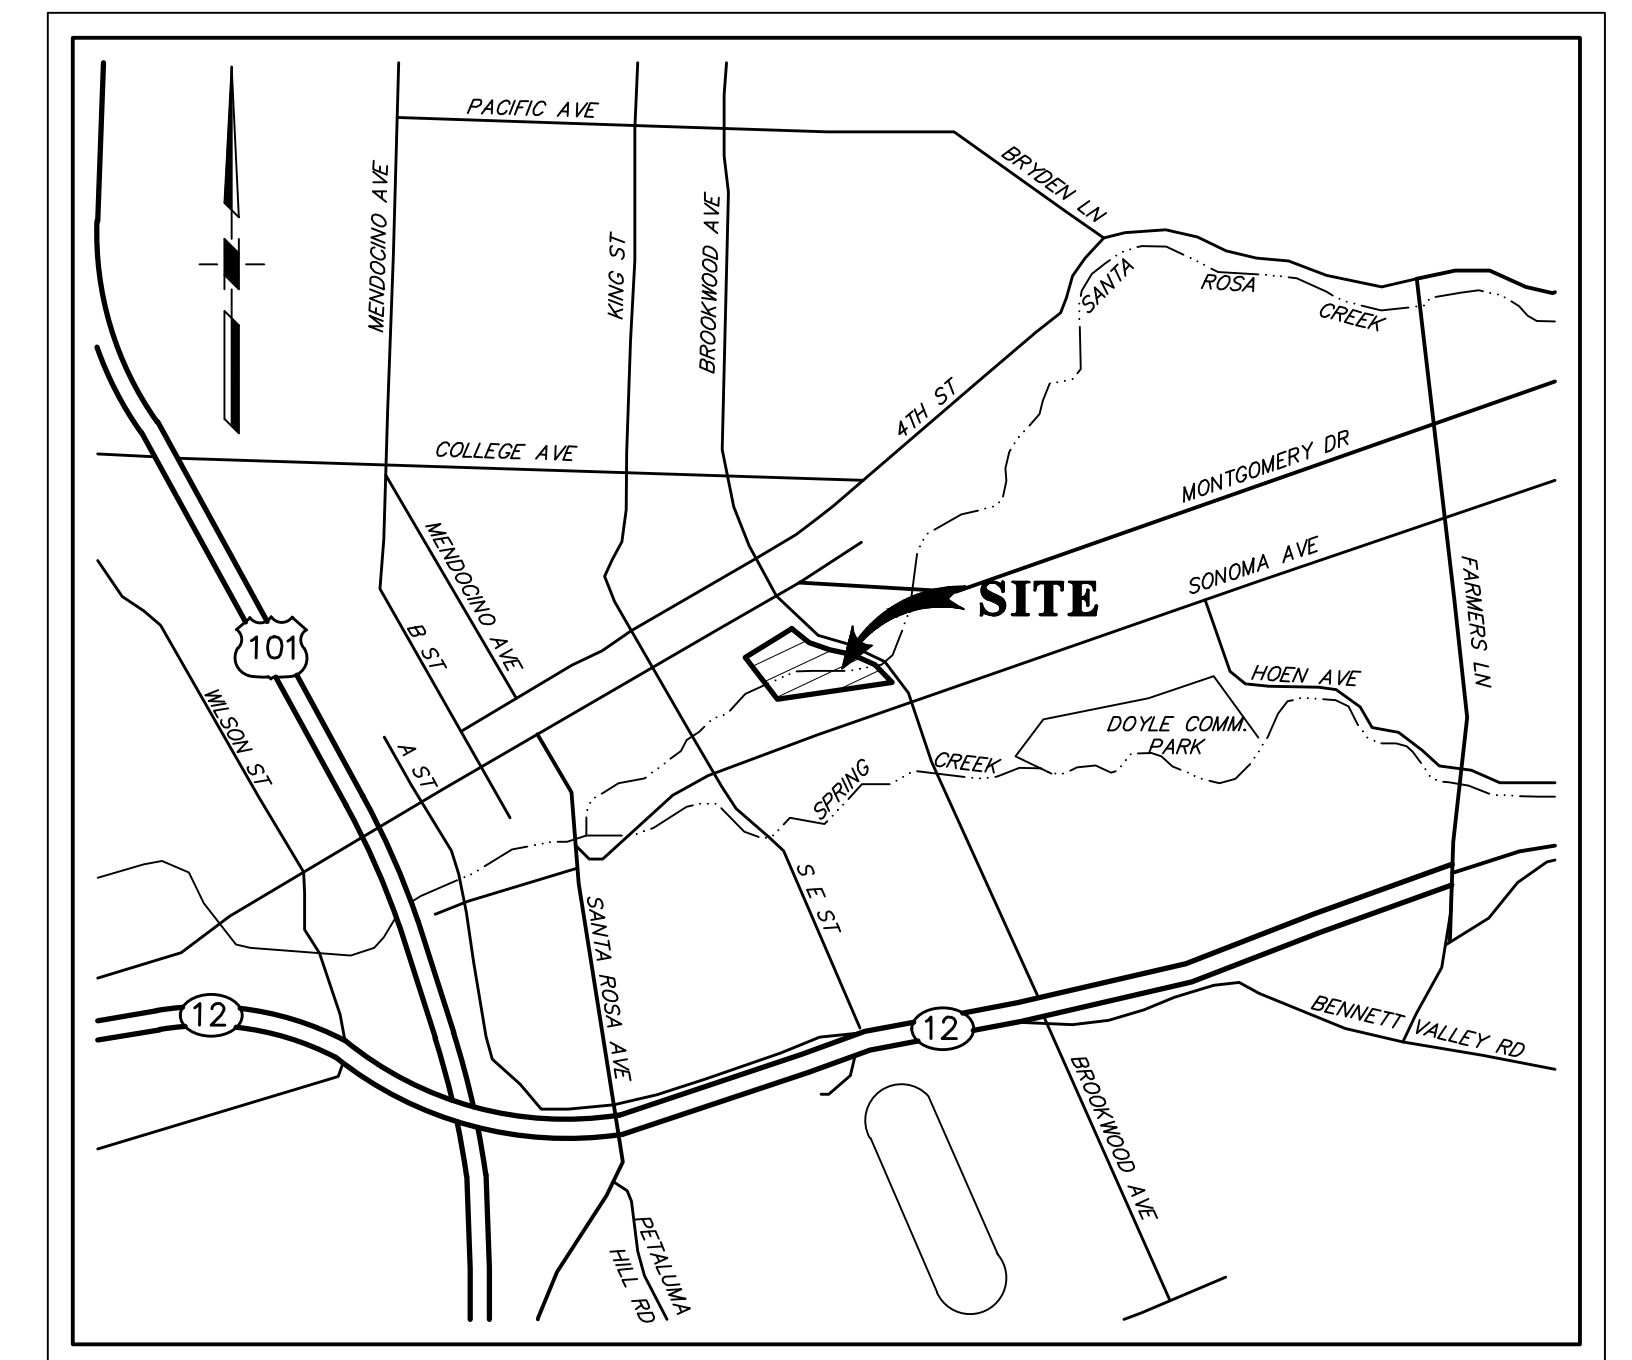 PACIFIC AVE
BRYDEN LN
MENDOCINO AVE
KING ST
BROOKWOOD AVE
SANTA
ROSA
CREEK
4TH ST
COLLEGE AVE
MONTGOMERY DR
MENDOCINO AVE
SONOMA AVE
SITE
FARMERS LN
101
B ST
HOEN AVE
WILSON ST
DOYLE COMM.
PARK
A ST
CREEK
SPRING
S E ST
SANTA ROSA AVE
12
12
BENNETT VALLEY RD
BROOKWOOD AVE
PETALUMA
HILL RD